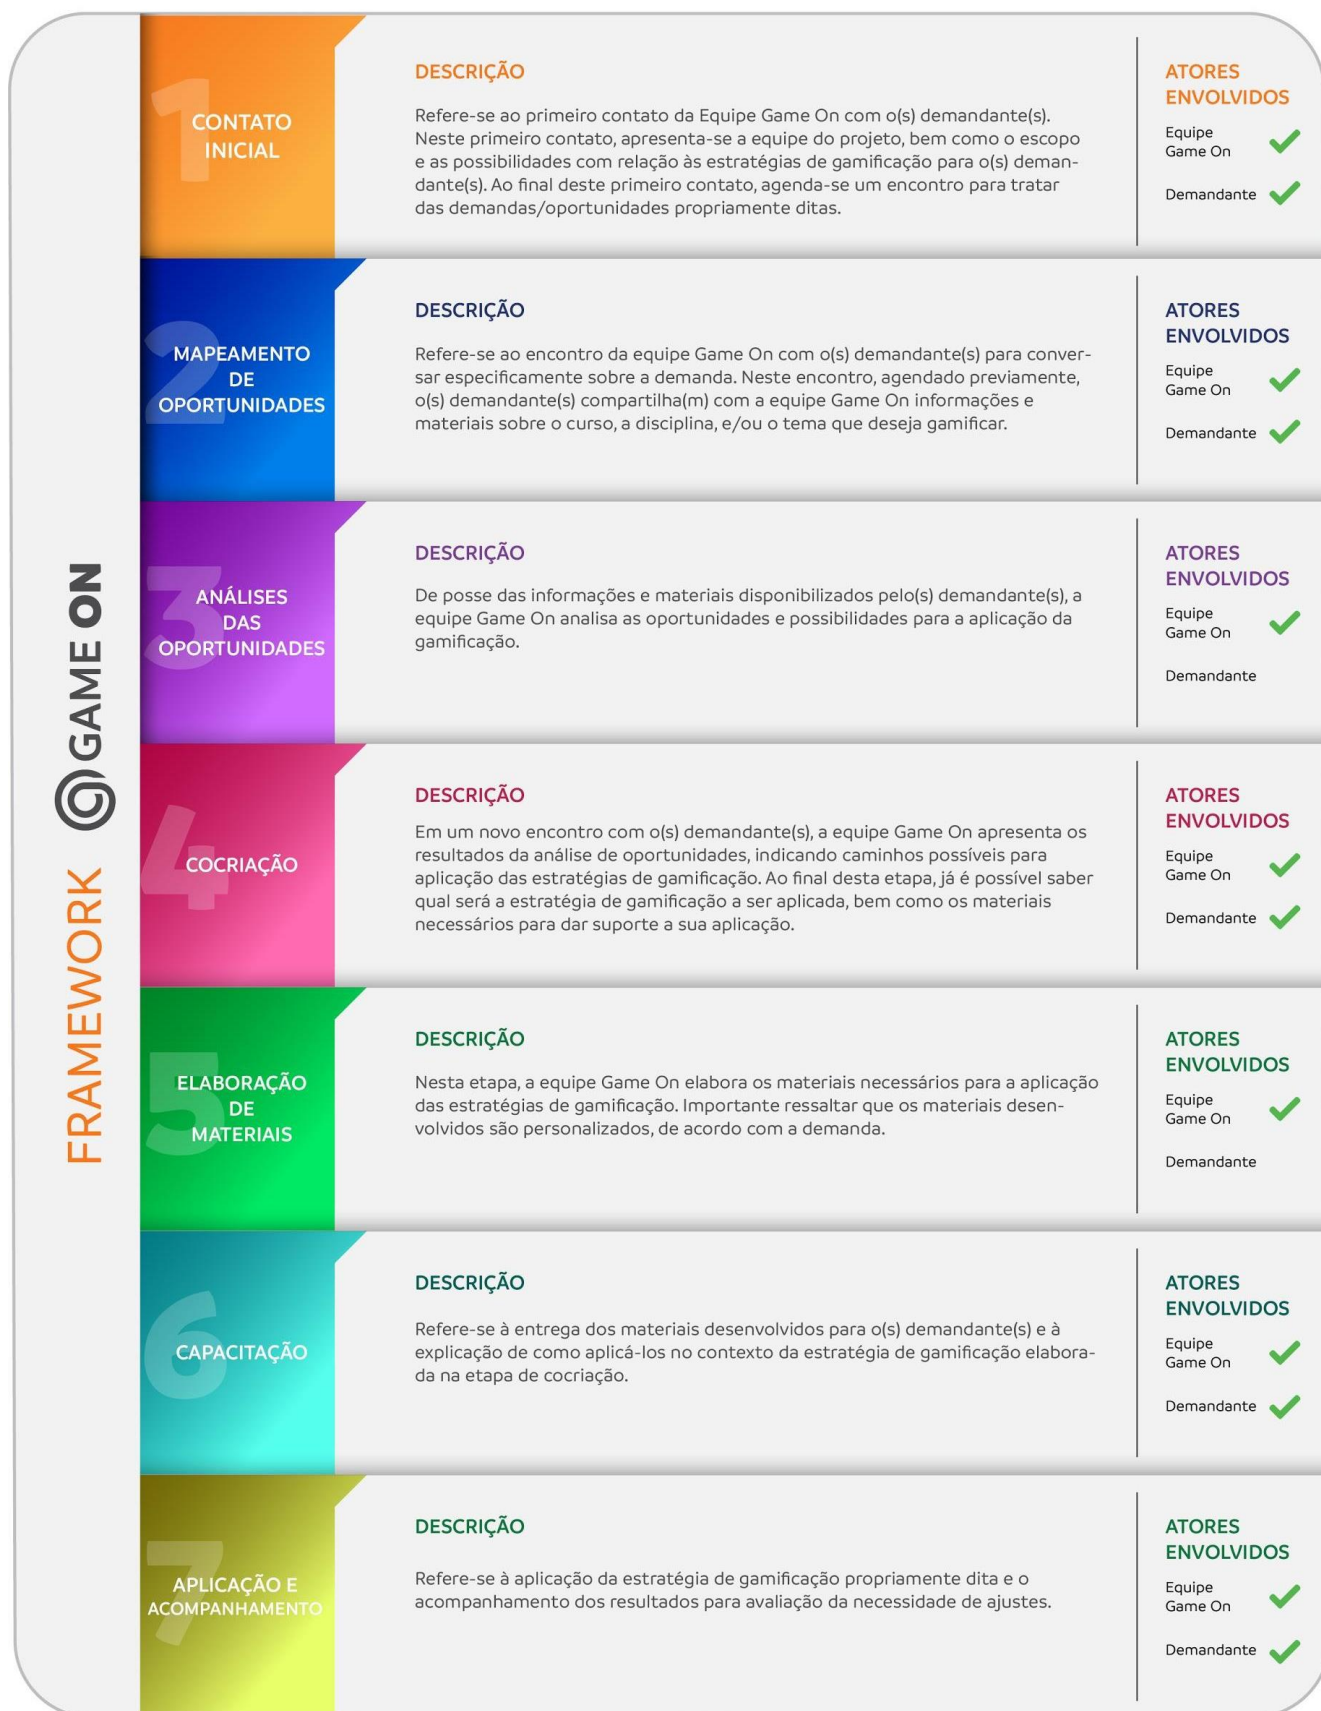 FRAMEWORK GAME ON
1
CONTATO
INICIAL
DESCRIÇÃO
Refere-se ao primeiro contato da Equipe Game On com o(s) demandante(s).
Neste primeiro contato, apresenta-se a equipe do projeto, bem como o escopo
e as possibilidades com relação às estratégias de gamificação para o(s) deman-
dante(s). Ao final deste primeiro contato, agenda-se um encontro para tratar
das demandas/oportunidades propriamente ditas.
ATORES
ENVOLVIDOS
Equipe
Game On
Demandante
2
MAPEAMENTO
DE
OPORTUNIDADES
DESCRIÇÃO
Refere-se ao encontro da equipe Game On com o(s) demandante(s) para conver-
sar especificamente sobre a demanda. Neste encontro, agendado previamente,
o(s) demandante(s) compartilha(m) com a equipe Game On informações e
materiais sobre o curso, a disciplina, e/ou o tema que deseja gamificar.
ATORES
ENVOLVIDOS
Equipe
Game On
Demandante
3
ANÁLISES
DAS
OPORTUNIDADES
DESCRIÇÃO
De posse das informações e materiais disponibilizados pelo(s) demandante(s), a
equipe Game On analisa as oportunidades e possibilidades para a aplicação da
gamificação.
ATORES
ENVOLVIDOS
Equipe
Game On
Demandante
4
COCRIAÇÃO
DESCRIÇÃO
Em um novo encontro com o(s) demandante(s), a equipe Game On apresenta os
resultados da análise de oportunidades, indicando caminhos possíveis para
aplicação das estratégias de gamificação. Ao final desta etapa, já é possível saber
qual será a estratégia de gamificação a ser aplicada, bem como os materiais
necessários para dar suporte a sua aplicação.
ATORES
ENVOLVIDOS
Equipe
Game On
Demandante
5
ELABORAÇÃO
DE
MATERIAIS
DESCRIÇÃO
Nesta etapa, a equipe Game On elabora os materiais necessários para a aplicação
das estratégias de gamificação. Importante ressaltar que os materiais desen-
volvidos são personalizados, de acordo com a demanda.
ATORES
ENVOLVIDOS
Equipe
Game On
Demandante
6
CAPACITAÇÃO
DESCRIÇÃO
Refere-se à entrega dos materiais desenvolvidos para o(s) demandante(s) e à
explicação de como aplicá-los no contexto da estratégia de gamificação elabora-
da na etapa de cocriação.
ATORES
ENVOLVIDOS
Equipe
Game On
Demandante
7
APLICAÇÃO E
ACOMPANHAMENTO
DESCRIÇÃO
Refere-se à aplicação da estratégia de gamificação propriamente dita e o
acompanhamento dos resultados para avaliação da necessidade de ajustes.
ATORES
ENVOLVIDOS
Equipe
Game On
Demandante